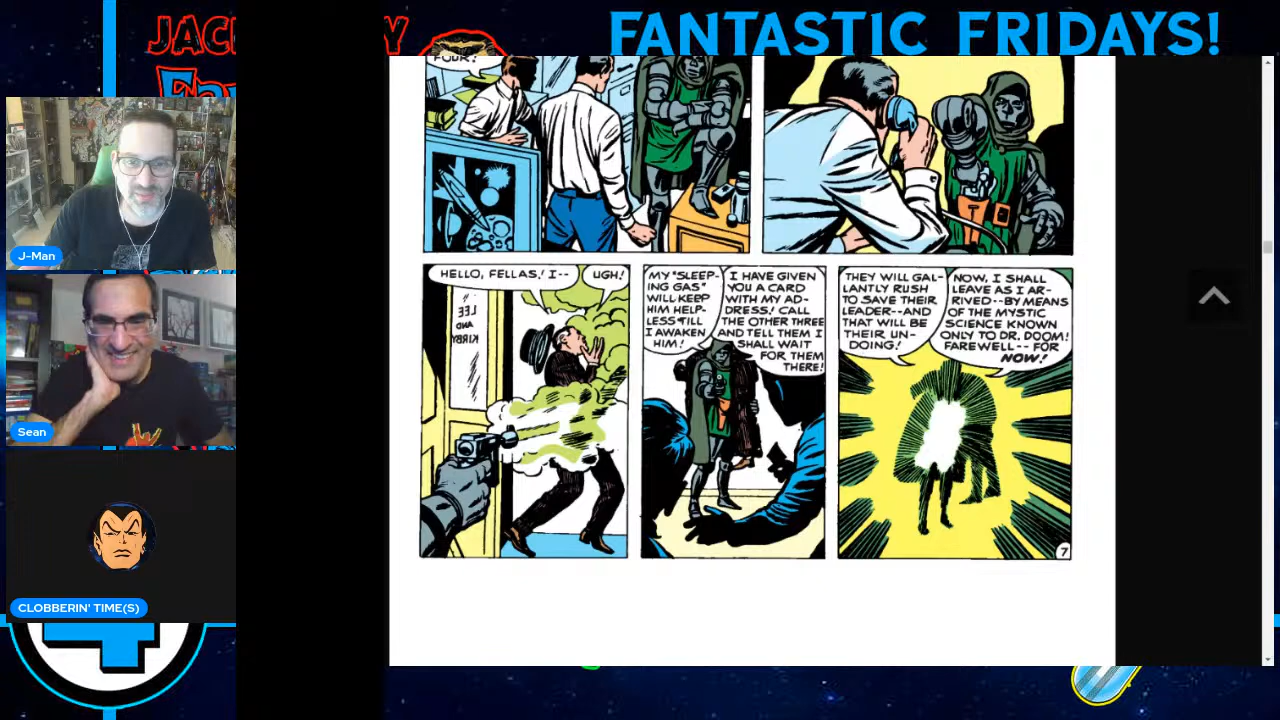 FANTASTIC FRIDAYS!
J-Man
Sean
CLOBBERIN' TIME(S)
FOUR!
HELLO, FELLAS! I--
UGH!
LEE
AND
KIRBY
MY "SLEEP-
ING GAS"
WILL KEEP
HIM HELP-
LESS 'TILL
I AWAKEN
HIM!
I HAVE GIVEN
YOU A CARD
WITH MY AD-
DRESS! CALL
THE OTHER THREE
AND TELL THEM I
SHALL WAIT
FOR THEM
THERE!
THEY WILL GAL-
LANTLY RUSH
TO SAVE THEIR
LEADER--AND
THAT WILL BE
THEIR UN-
DOING!
NOW, I SHALL
LEAVE AS I AR-
RIVED--BY MEANS
OF THE MYSTIC
SCIENCE KNOWN
ONLY TO DR. DOOM!
FAREWELL-- FOR
NOW!
7